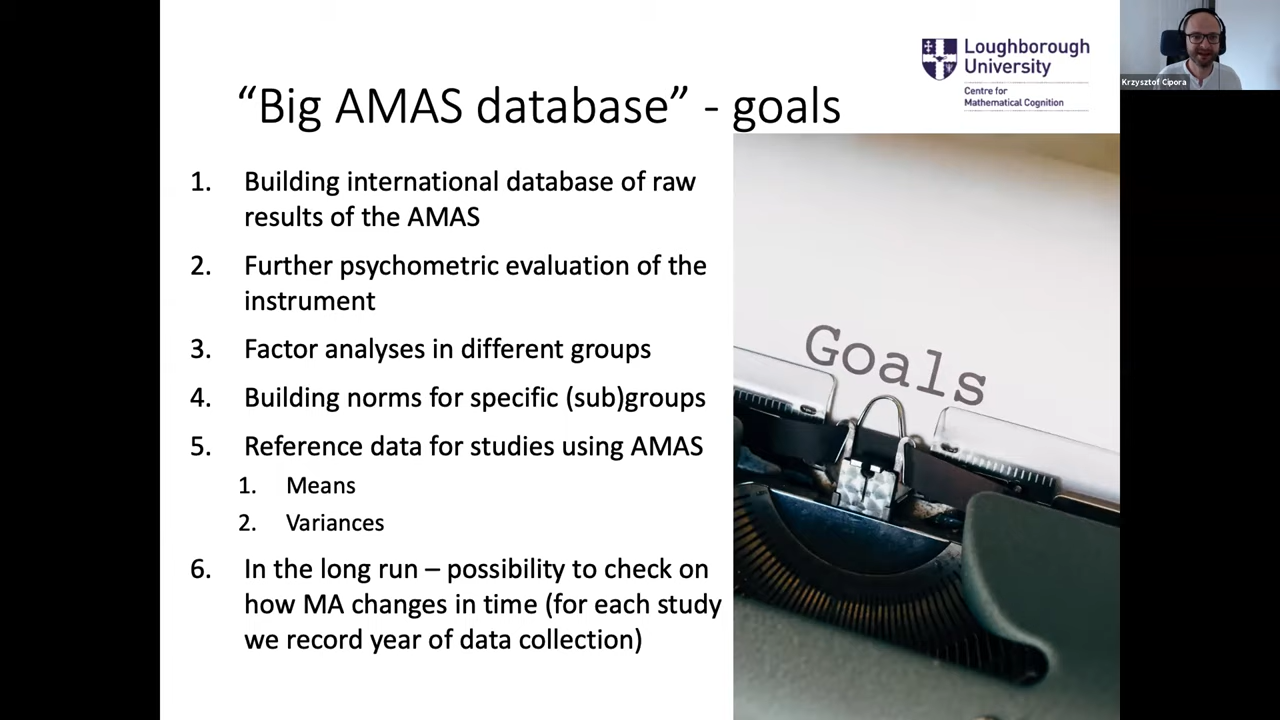 Loughborough
University
Centre for
Mathematical Cognition
Krzysztof Cipora
“Big AMAS database” - goals
1. Building international database of raw
results of the AMAS
2. Further psychometric evaluation of the
instrument
3. Factor analyses in different groups
4. Building norms for specific (sub)groups
5. Reference data for studies using AMAS
1. Means
2. Variances
6. In the long run – possibility to check on
how MA changes in time (for each study
we record year of data collection)
Goals